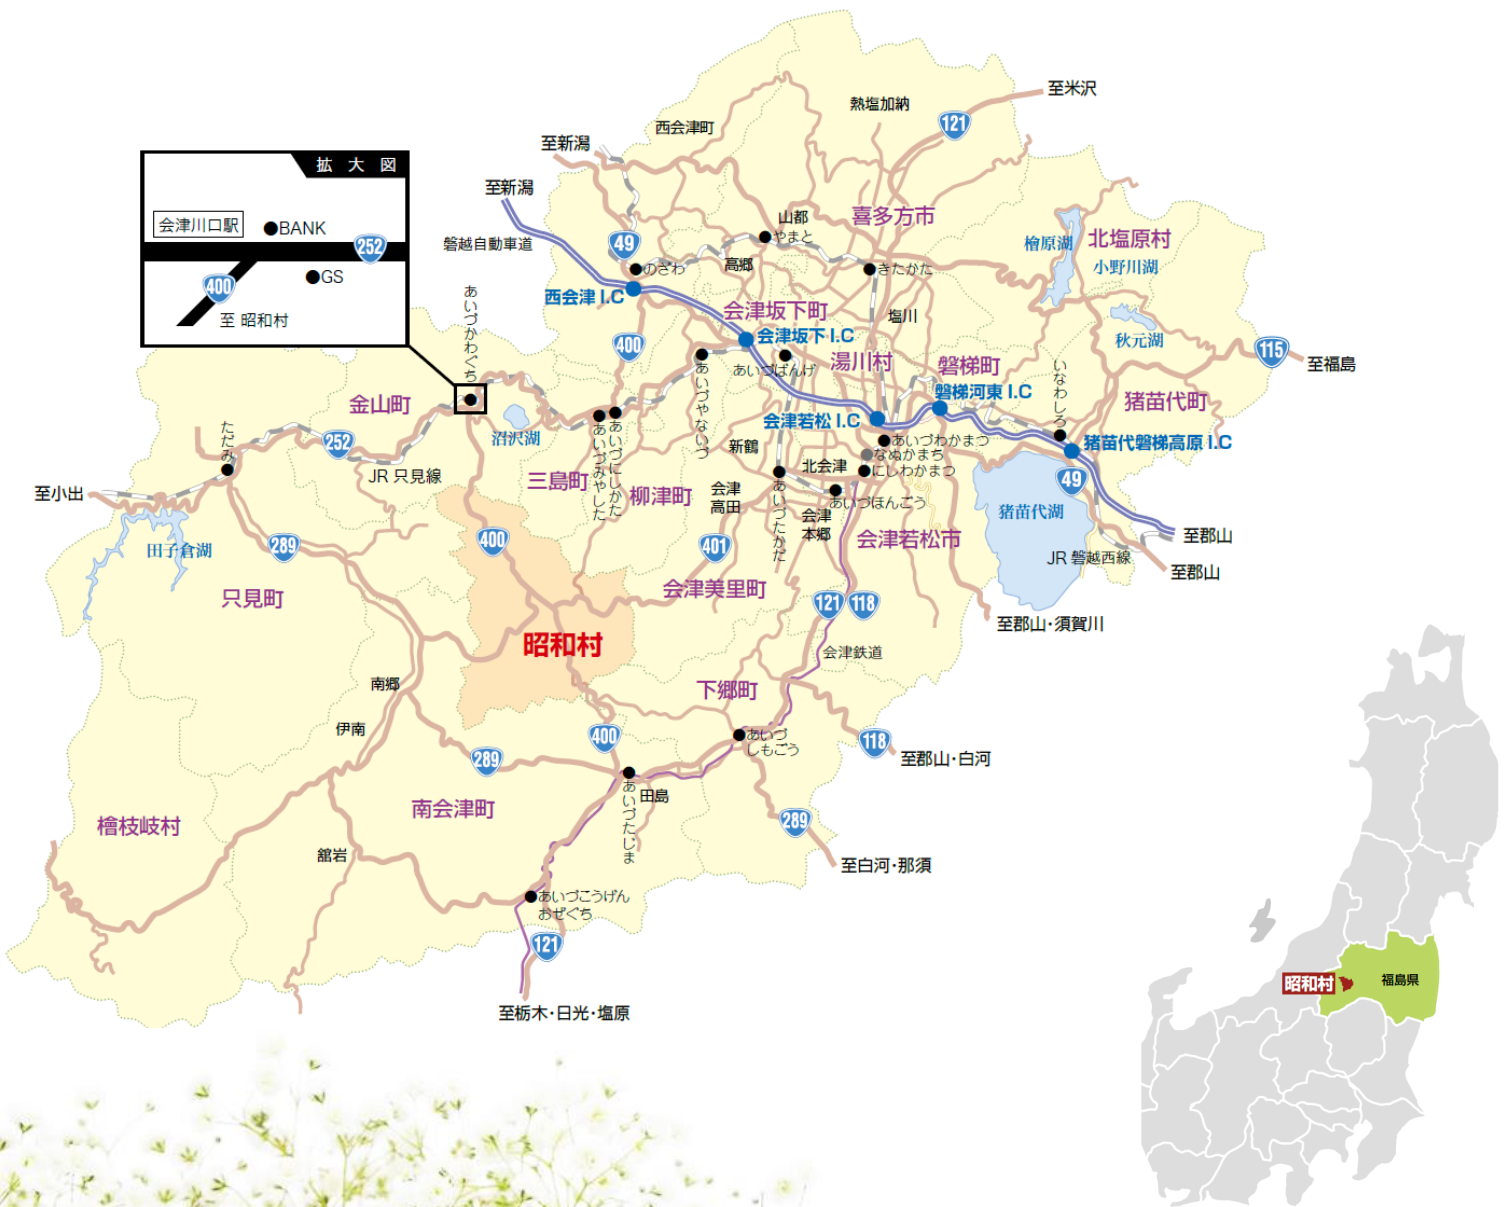 至米沢
熱塩加納
121
西会津町
至新潟
拡 大 図
至新潟
会津川口駅
●BANK
252
●GS
400
至 昭和村
磐越自動車道
49
山都
やまと
喜多方市
檜原湖
北塩原村
小野川湖
のざわ
高郷
きたかた
西会津 I.C
あいづかわぐち
会津坂下町
塩川
会津坂下 I.C
秋元湖
400
115
至福島
あいづばんげ
湯川村
磐梯町
いなわしろ
あいづやないづ
磐梯河東 I.C
猪苗代町
金山町
会津若松 I.C
沼沢湖
252
ただみ
あいづみやした
あいづにしかた
新鶴
あいづわかまつ
なぬかまち
にしわかまつ
猪苗代磐梯高原 I.C
JR 只見線
三島町
柳津町
北会津
49
至小出
会津
高田
あいづたかだ
あいづほんごう
会津
本郷
猪苗代湖
会津若松市
至郡山
田子倉湖
289
400
401
JR 磐越西線
至郡山
只見町
会津美里町
121
118
至郡山・須賀川
昭和村
会津鉄道
南郷
下郷町
伊南
400
あいづ
しもごう
118
至郡山・白河
289
あいづたじま
田島
南会津町
289
檜枝岐村
舘岩
至白河・那須
あいづこうげん
おぜぐち
121
至栃木・日光・塩原
昭和村
福島県